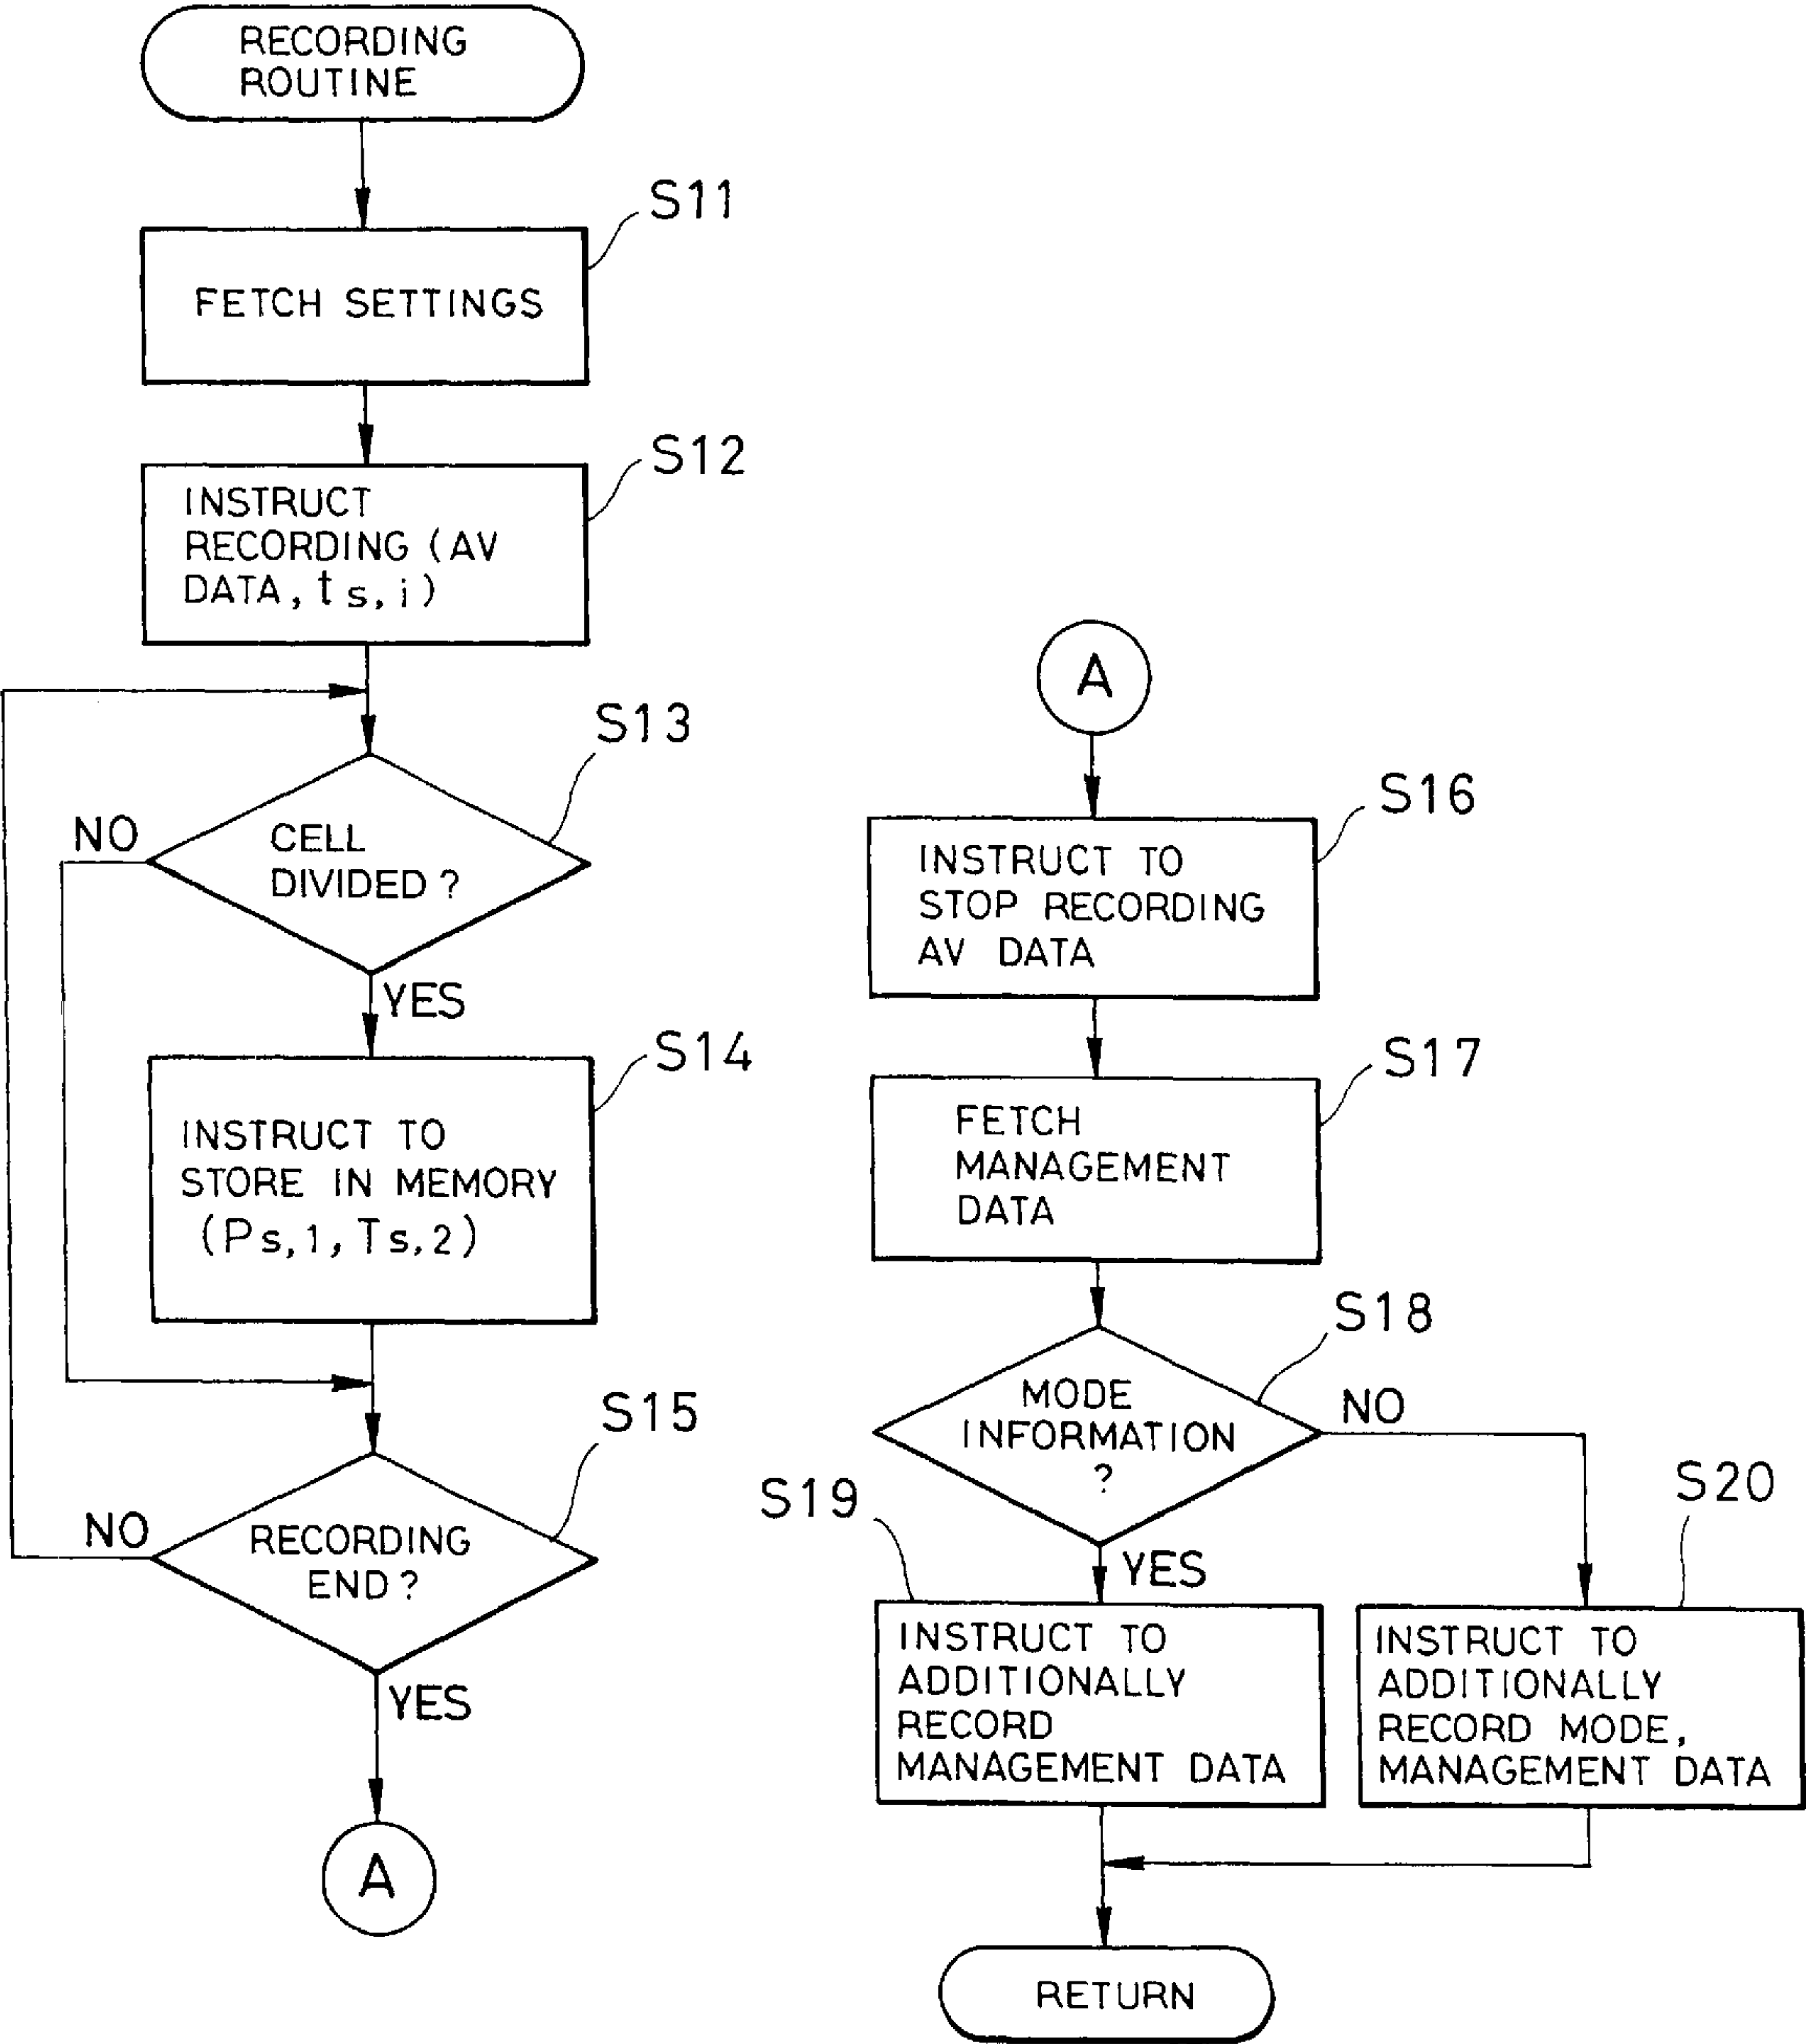 RECORDING
ROUTINE
S11
FETCH SETTINGS
S12
INSTRUCT
RECORDING (AV
DATA, ts,i)
S13
NO
CELL
DIVIDED ?
YES
S14
INSTRUCT TO
STORE IN MEMORY
(Ps,1, Ts,2)
S15
NO
RECORDING
END ?
YES
A
A
S16
INSTRUCT TO
STOP RECORDING
AV DATA
S17
FETCH
MANAGEMENT
DATA
S18
MODE
INFORMATION
?
NO
YES
S19
INSTRUCT TO
ADDITIONALLY
RECORD
MANAGEMENT DATA
S20
INSTRUCT TO
ADDITIONALLY
RECORD MODE,
MANAGEMENT DATA
RETURN